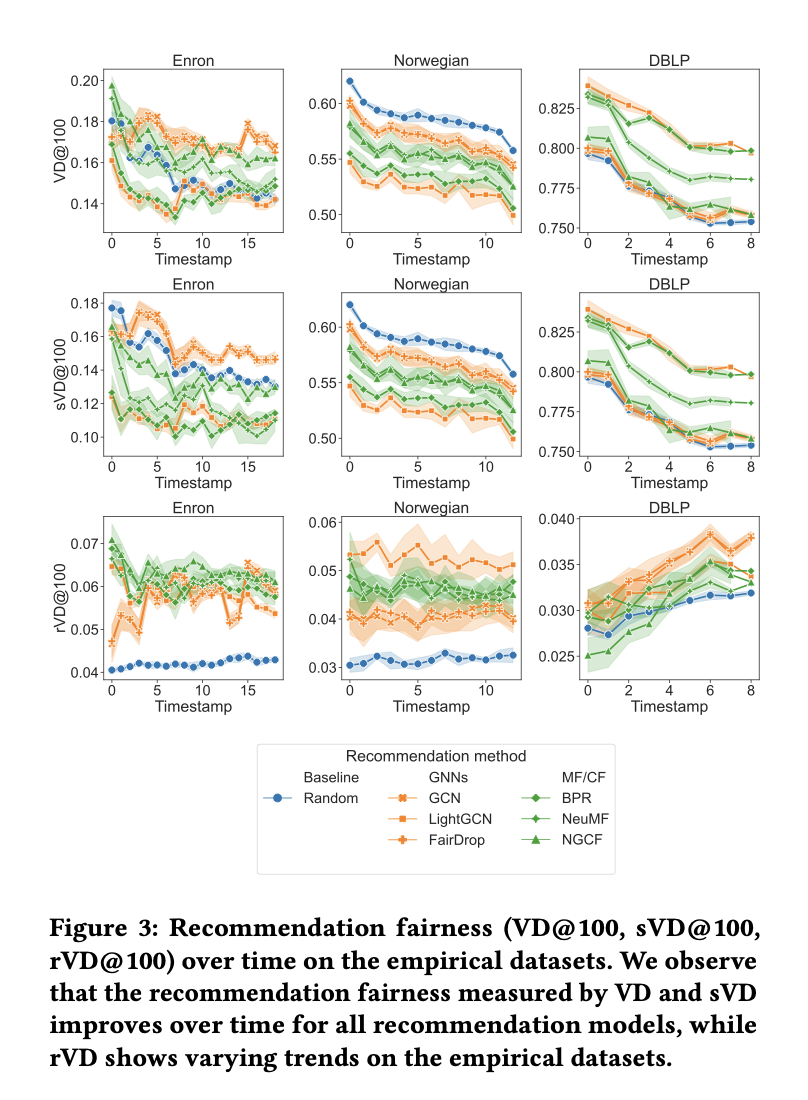 Enron Norwegian DBLP
VD@100
0.20
0.18
0.16
0.14
0.60
0.55
0.50
0.825
0.800
0.775
0.750
0 5 10 15 0 5 10 0 2 4 6 8
Timestamp Timestamp Timestamp
Enron Norwegian DBLP
sVD@100
0.18
0.16
0.14
0.12
0.10
0.60
0.55
0.50
0.825
0.800
0.775
0.750
0 5 10 15 0 5 10 0 2 4 6 8
Timestamp Timestamp Timestamp
Enron Norwegian DBLP
rVD@100
0.07
0.06
0.05
0.04
0.06
0.05
0.04
0.03
0.040
0.035
0.030
0.025
0 5 10 15 0 5 10 0 2 4 6 8
Timestamp Timestamp Timestamp
Recommendation method
Baseline GNNs MF/CF
Random GCN BPR
LightGCN NeuMF
FairDrop NGCF
Figure 3: Recommendation fairness (VD@100, sVD@100,
rVD@100) over time on the empirical datasets. We observe
that the recommendation fairness measured by VD and sVD
improves over time for all recommendation models, while
rVD shows varying trends on the empirical datasets.